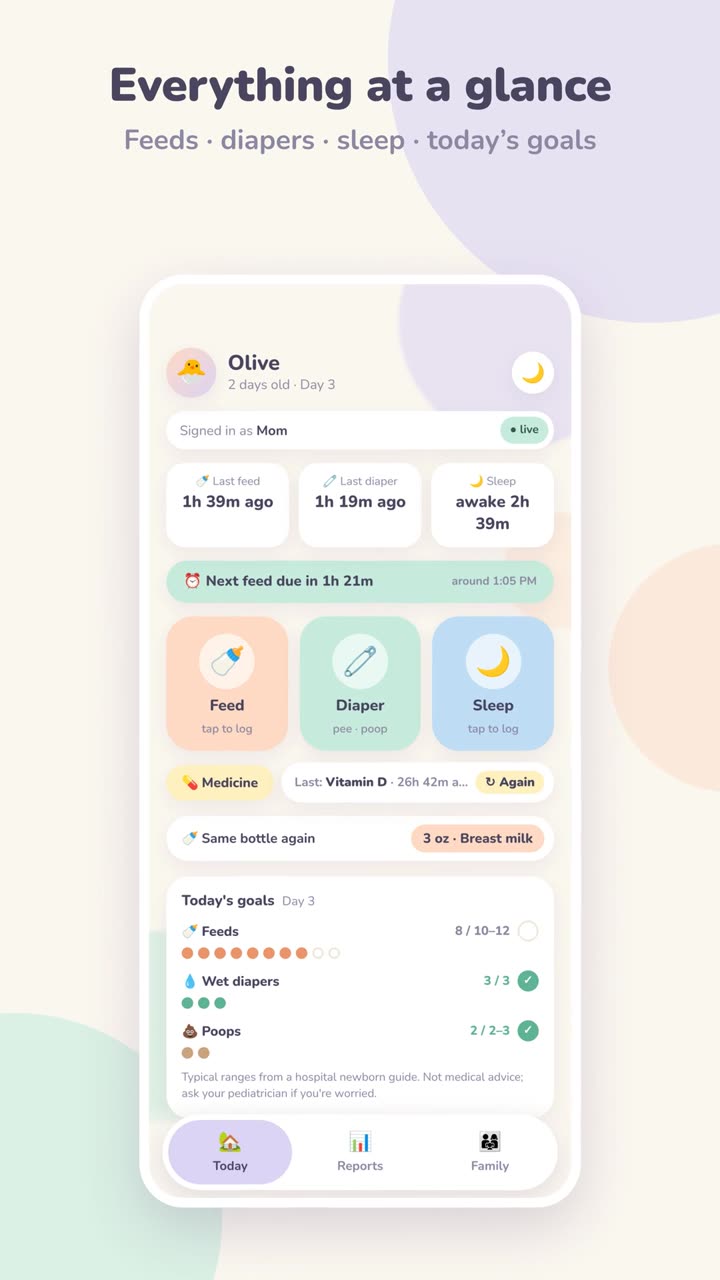 Everything at a glance
Feeds · diapers · sleep · today’s goals
Olive
2 days old · Day 3
Signed in as Mom
● live
🍼 Last feed
1h 39m ago
🧷 Last diaper
1h 19m ago
🌙 Sleep
awake 2h
39m
⏰ Next feed due in 1h 21m
around 1:05 PM
Feed
tap to log
Diaper
pee · poop
Sleep
tap to log
💊 Medicine
Last: Vitamin D · 26h 42m a...
↻ Again
🍼 Same bottle again
3 oz · Breast milk
Today's goals Day 3
🍼 Feeds
8 / 10–12
💧 Wet diapers
3 / 3 ✓
💩 Poops
2 / 2–3 ✓
Typical ranges from a hospital newborn guide. Not medical advice;
ask your pediatrician if you're worried.
Today
Reports
Family